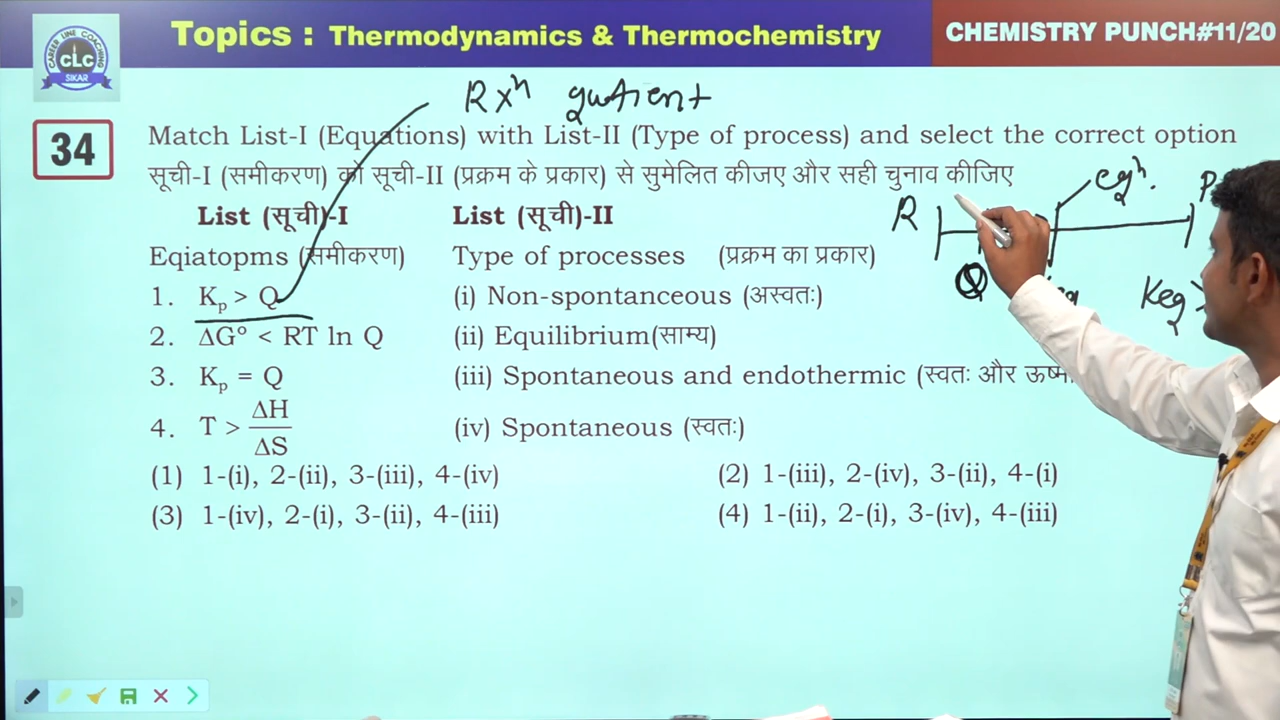 Topics : Thermodynamics & Thermochemistry
CHEMISTRY PUNCH#11/20
CAREER LINE COACHING
CLC
SIKAR
Rxn quotient
34
Match List-I (Equations) with List-II (Type of process) and select the correct option
सूची-I (समीकरण) को सूची-II (प्रक्रम के प्रकार) से सुमेलित कीजए और सही चुनाव कीजिए
eqn.
R
List (सूची)-I List (सूची)-II
Eqiatopms (समीकरण) Type of processes (प्रक्रम का प्रकार)
Q
Keq >
1. Kp > Q (i) Non-spontanceous (अस्वतः)
2. ΔG° < RT ln Q (ii) Equilibrium(साम्य)
3. Kp = Q (iii) Spontaneous and endothermic (स्वतः और
4. T > ΔH/ΔS (iv) Spontaneous (स्वतः)
(1) 1-(i), 2-(ii), 3-(iii), 4-(iv) (2) 1-(iii), 2-(iv), 3-(ii), 4-(i)
(3) 1-(iv), 2-(i), 3-(ii), 4-(iii) (4) 1-(ii), 2-(i), 3-(iv), 4-(iii)